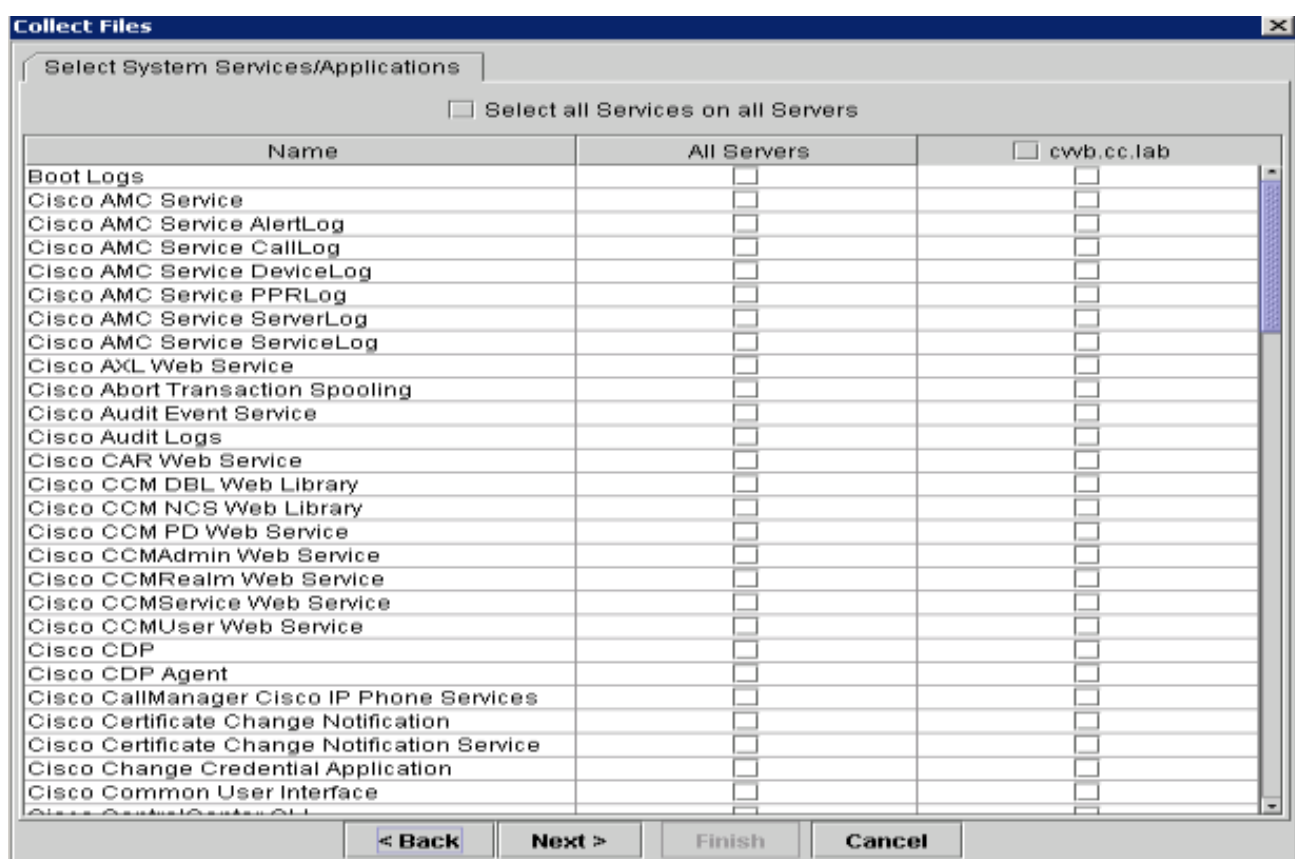 Collect Files
Select System Services/Applications
Select all Services on all Servers
Name All Servers cvvb.cc.lab
Boot Logs
Cisco AMC Service
Cisco AMC Service AlertLog
Cisco AMC Service CallLog
Cisco AMC Service DeviceLog
Cisco AMC Service PPRLog
Cisco AMC Service ServerLog
Cisco AMC Service ServiceLog
Cisco AXL Web Service
Cisco Abort Transaction Spooling
Cisco Audit Event Service
Cisco Audit Logs
Cisco CAR Web Service
Cisco CCM DBL Web Library
Cisco CCM NCS Web Library
Cisco CCM PD Web Service
Cisco CCMAdmin Web Service
Cisco CCMRealm Web Service
Cisco CCMService Web Service
Cisco CCMUser Web Service
Cisco CDP
Cisco CDP Agent
Cisco CallManager Cisco IP Phone Services
Cisco Certificate Change Notification
Cisco Certificate Change Notification Service
Cisco Change Credential Application
Cisco Common User Interface
< Back Next > Finish Cancel